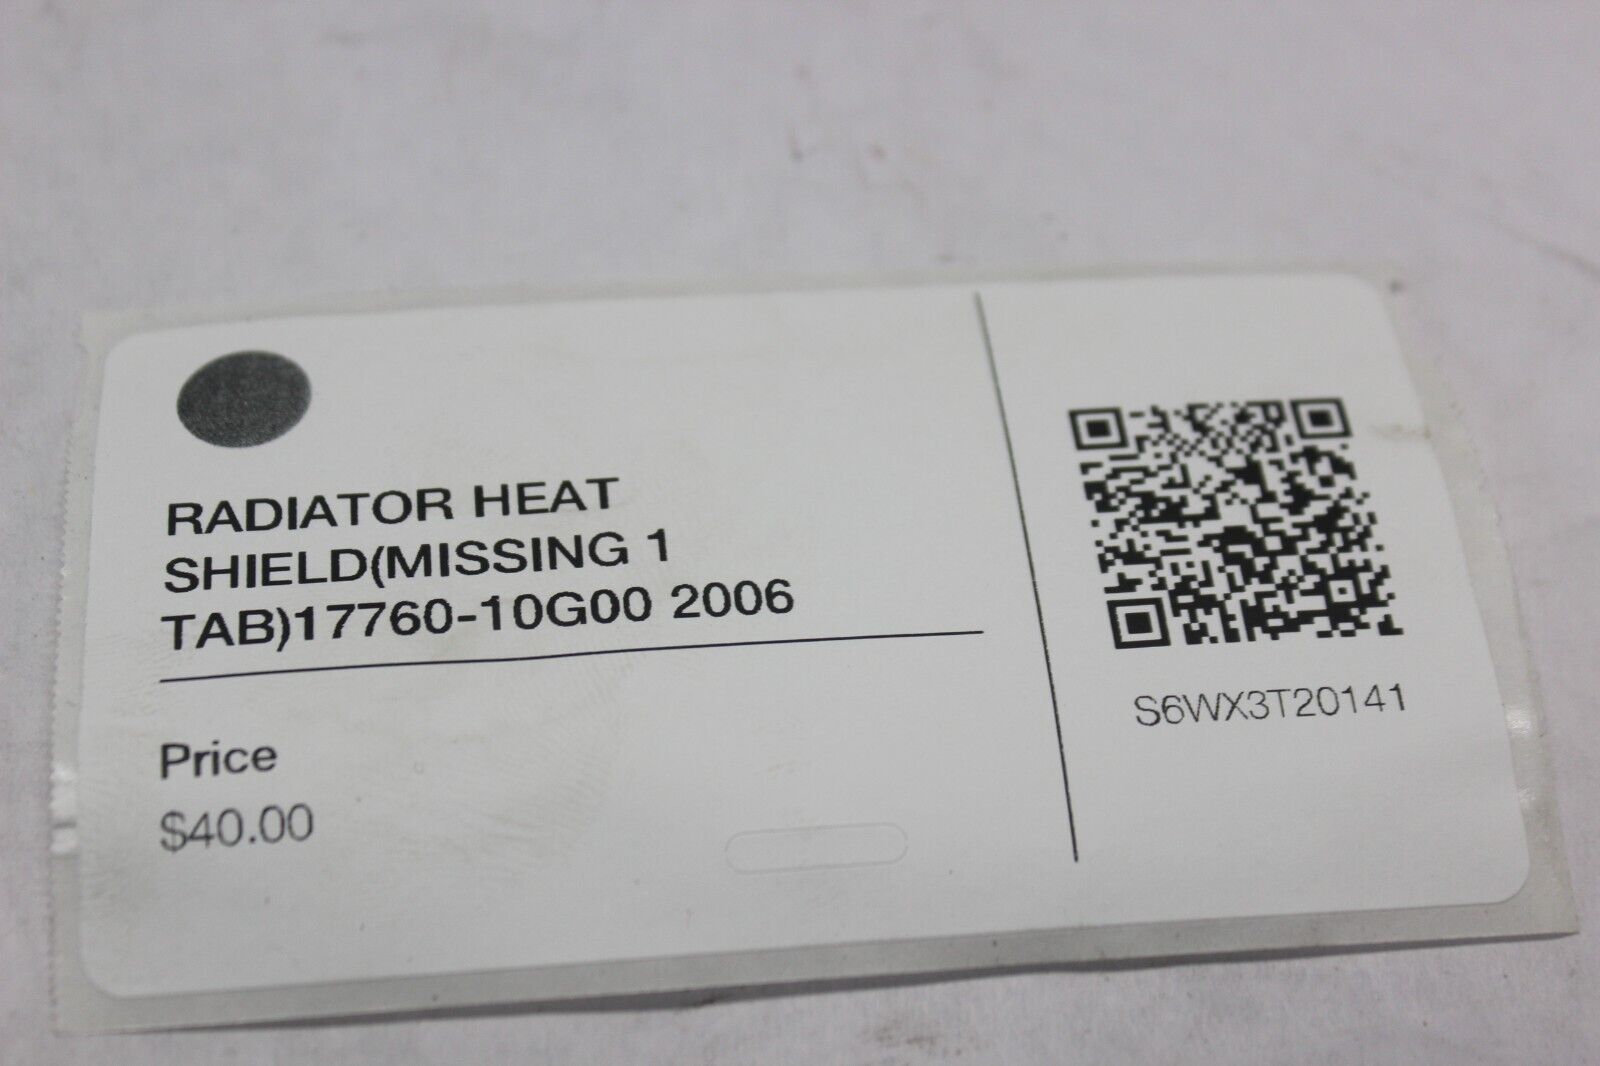 RADIATOR HEAT
SHIELD(MISSING 1
TAB)17760-10G00 2006
Price
$40.00
S6WX3T20141